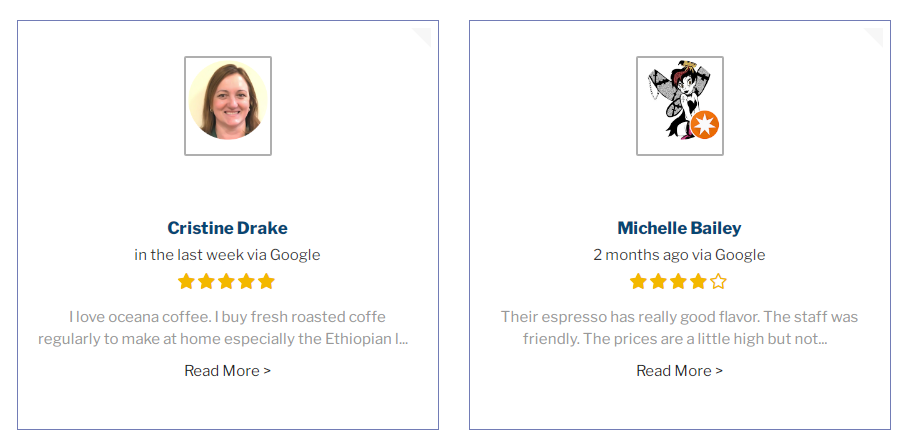 Cristine Drake
in the last week via Google
I love oceana coffee. I buy fresh roasted coffe
regularly to make at home especially the Ethiopian I...
Read More >
Michelle Bailey
2 months ago via Google
Their espresso has really good flavor. The staff was
friendly. The prices are a little high but not...
Read More >